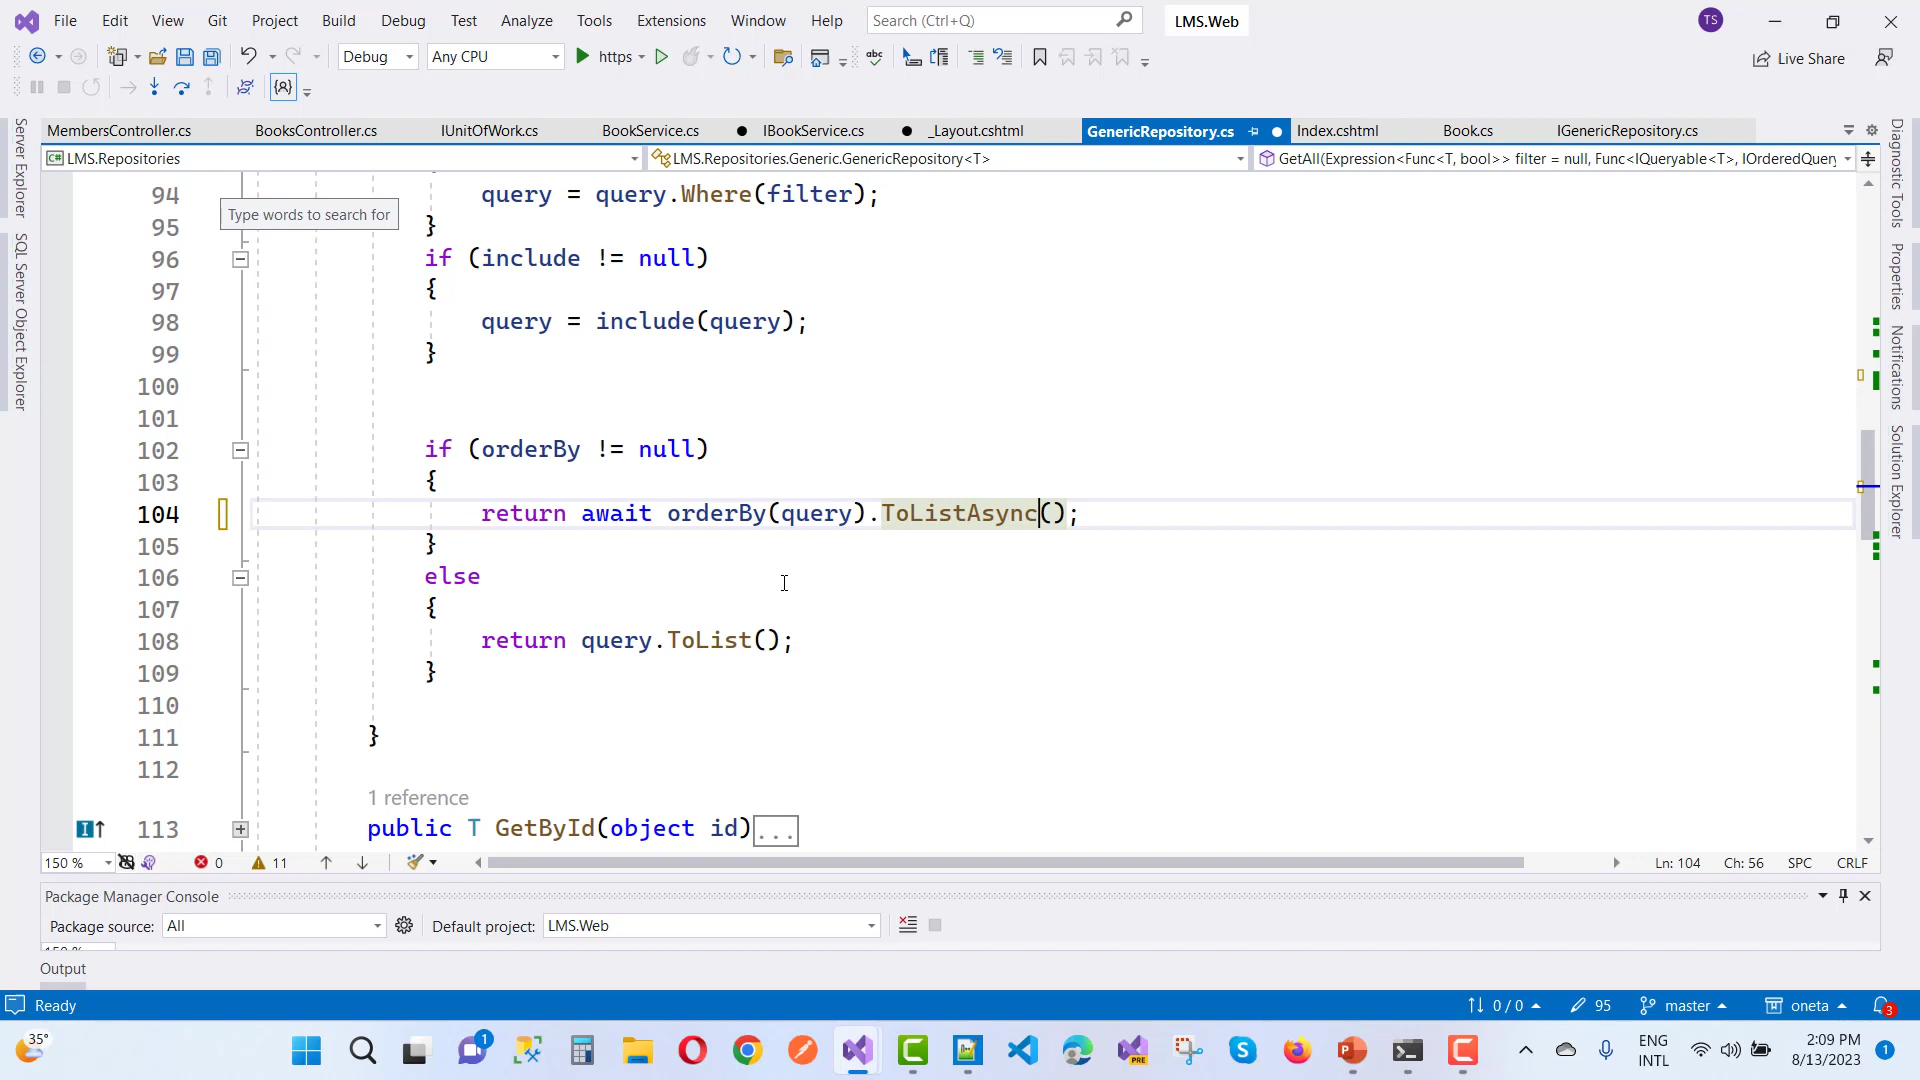 File Edit View Git Project Build Debug Test Analyze Tools Extensions Window Help Search (Ctrl+Q) LMS.Web TS
Debug Any CPU https Live Share
MembersController.cs BooksController.cs IUnitOfWork.cs BookService.cs IBookService.cs _Layout.cshtml GenericRepository.cs Index.cshtml Book.cs IGenericRepository.cs
LMS.Repositories LMS.Repositories.Generic.GenericRepository<T> GetAll(Expression<Func<T, bool>> filter = null, Func<IQueryable<T>, IOrderedQuery
Server Explorer
SQL Server Object Explorer
Diagnostic Tools
Properties
Notifications
Solution Explorer
94 query = query.Where(filter);
Type words to search for
95 }
96 if (include != null)
97 {
98 query = include(query);
99 }
100
101
102 if (orderBy != null)
103 {
104 return await orderBy(query).ToListAsync();
105 }
106 else
107 {
108 return query.ToList();
109 }
110
111 }
112
1 reference
113 public T GetById(object id)...
150 % 0 11 Ln: 104 Ch: 56 SPC CRLF
Package Manager Console
Package source: All Default project: LMS.Web
150 %
Output
Ready 0 / 0 95 master oneta 3
35° 1 PRE ENG INTL 2:09 PM 8/13/2023 1